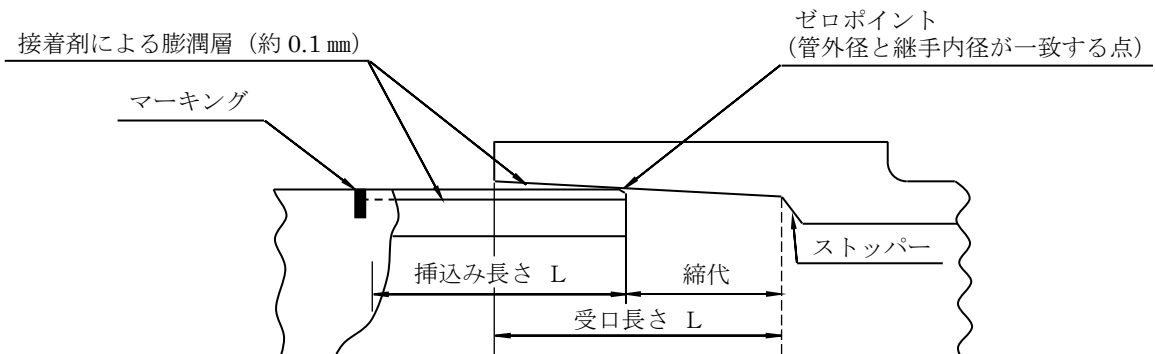 ゼロポイント
(管外径と継手内径が一致する点)
接着剤による膨潤層(約 0.1 ㎜)
マーキング
ストッパー
挿込み長さ L
締代
受口長さ L